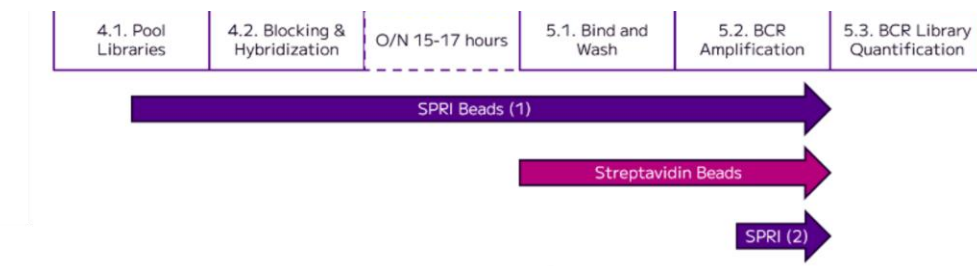 4.1. Pool
Libraries
4.2. Blocking &
Hybridization
O/N 15-17 hours
5.1. Bind and
Wash
5.2. BCR
Amplification
5.3. BCR Library
Quantification
SPRI Beads (1)
Streptavidin Beads
SPRI (2)